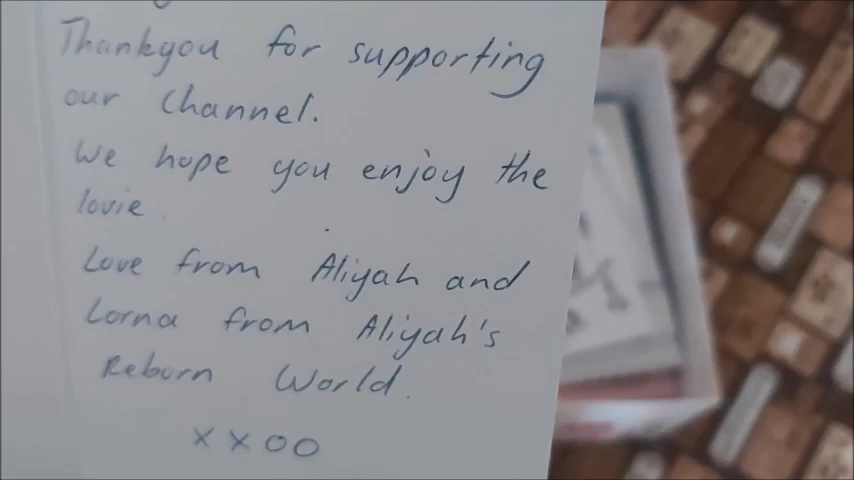 Thankyou for supporting
our Channel.
We hope you enjoy the
lovie.
Love from Aliyah and
Lorna from Aliyah's
Reborn World.
xxoo